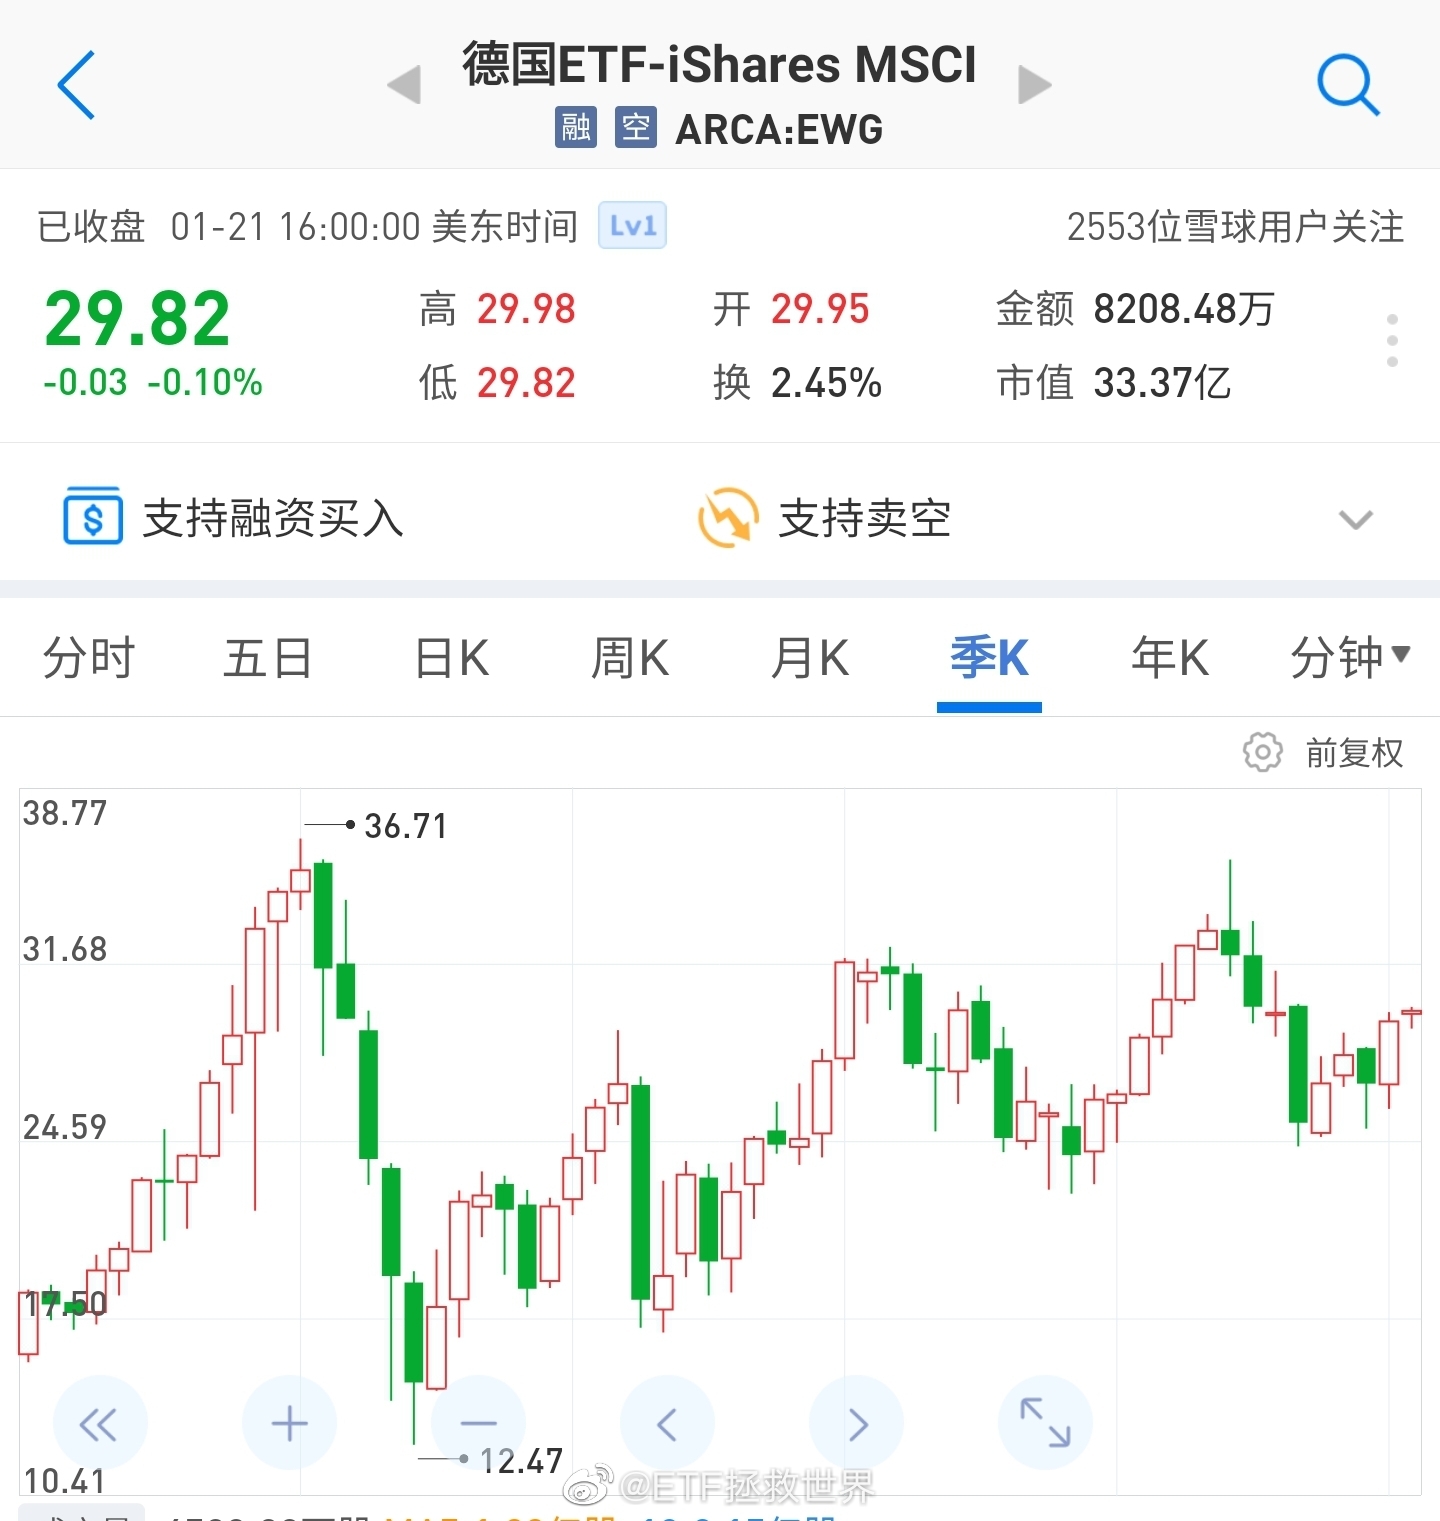 德国ETF-iShares MSCI
融 空 ARCA:EWG
已收盘 01-21 16:00:00 美东时间 Lv1 2553位雪球用户关注
29.82 高 29.98 开 29.95 金额 8208.48万
-0.03 -0.10% 低 29.82 换 2.45% 市值 33.37亿
支持融资买入 支持卖空
分时 五日 日K 周K 月K 季K 年K 分钟
前复权
38.77
36.71
31.68
24.59
17.50
12.47
10.41
@ETF拯救世界